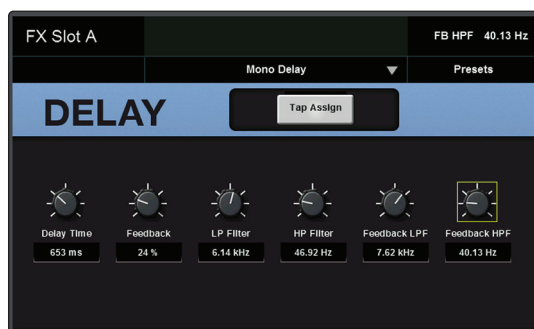 FX Slot A
FB HPF 40.13 Hz
Mono Delay
Presets
DELAY
Tap Assign
Delay Time
Feedback
LP Filter
HP Filter
Feedback LPF
Feedback HPF
653 ms
24 %
6.14 kHz
46.92 Hz
7.62 kHz
40.13 Hz